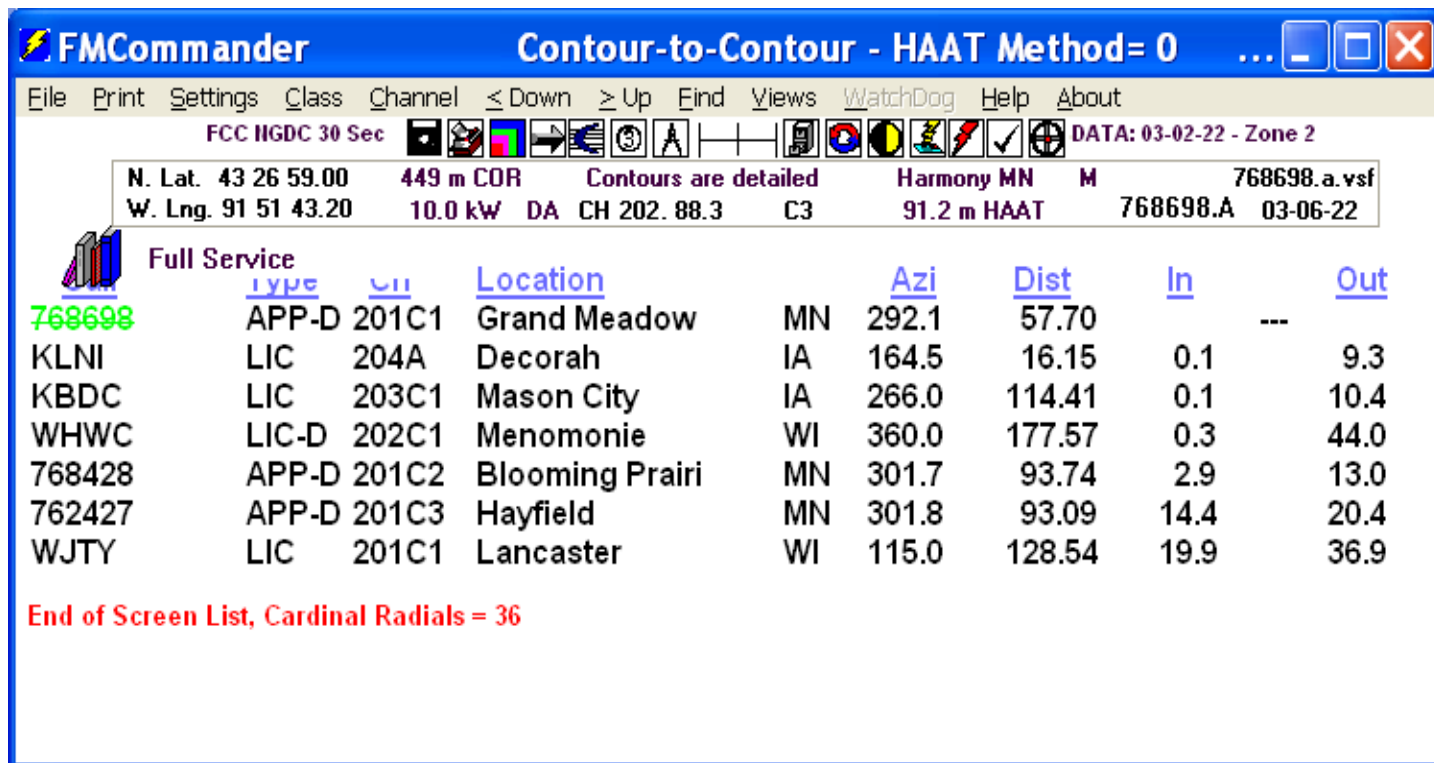 FMCommander Contour-to-Contour - HAAT Method= 0 ...
File Print Settings Class Channel < Down > Up Find Views WatchDog Help About
FCC NGDC 30 Sec DATA: 03-02-22 - Zone 2
N. Lat. 43 26 59.00 449 m COR Contours are detailed Harmony MN M 768698.a.vsf
W. Lng. 91 51 43.20 10.0 kW DA CH 202. 88.3 C3 91.2 m HAAT 768698.A 03-06-22
Full Service
Call Type CH Location Azi Dist In Out
768698 APP-D 201C1 Grand Meadow MN 292.1 57.70 ---
KLNI LIC 204A Decorah IA 164.5 16.15 0.1 9.3
KBDC LIC 203C1 Mason City IA 266.0 114.41 0.1 10.4
WHWC LIC-D 202C1 Menomonie WI 360.0 177.57 0.3 44.0
768428 APP-D 201C2 Blooming Prairi MN 301.7 93.74 2.9 13.0
762427 APP-D 201C3 Hayfield MN 301.8 93.09 14.4 20.4
WJTY LIC 201C1 Lancaster WI 115.0 128.54 19.9 36.9
End of Screen List, Cardinal Radials = 36